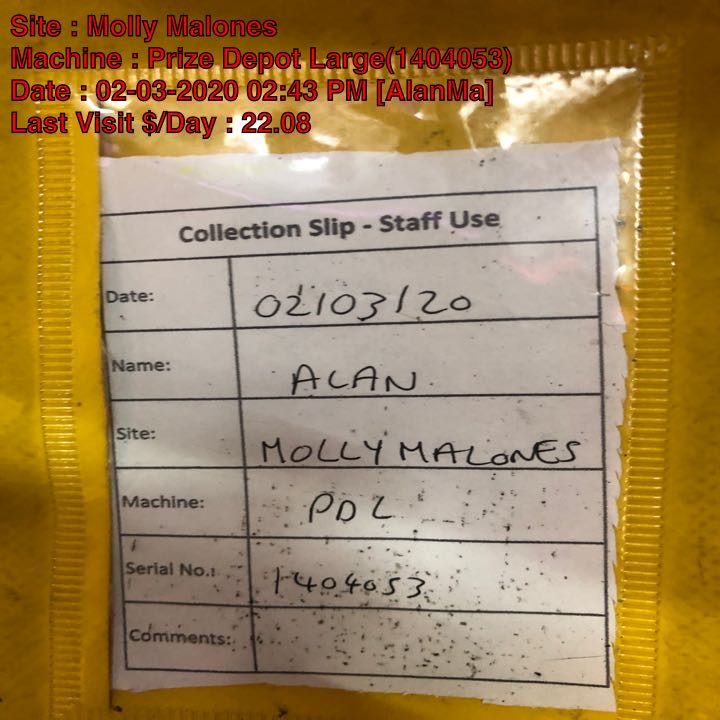 Site : Molly Malones
Machine : Prize Depot Large(1404053)
Date : 02-03-2020 02:43 PM [AlanMa]
Last Visit $/Day : 22.08
Collection Slip - Staff Use
Date: 02/03/20
Name: ALAN
Site: MOLLY MALONES
Machine: PDL
Serial No.: 1404053
Comments: